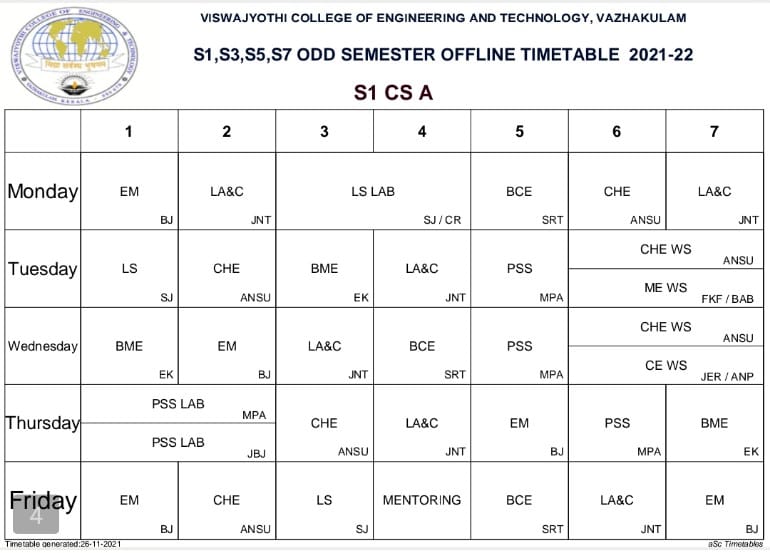 VISWAJYOTHI COLLEGE OF ENGINEERING AND TECHNOLOGY, VAZHAKULAM
S1,S3,S5,S7 ODD SEMESTER OFFLINE TIMETABLE 2021-22
S1 CS A
1 2 3 4 5 6 7
Monday EM LA&C LS LAB BCE CHE LA&C
BJ JNT SJ / CR SRT ANSU JNT
Tuesday LS CHE BME LA&C PSS CHE WS
ANSU
ME WS
SJ ANSU EK JNT MPA FKF / BAB
Wednesday BME EM LA&C BCE PSS CHE WS
ANSU
CE WS
EK BJ JNT SRT MPA JER / ANP
Thursday PSS LAB CHE LA&C EM PSS BME
MPA
PSS LAB
JBJ ANSU JNT BJ MPA EK
Friday EM CHE LS MENTORING BCE LA&C EM
4
BJ ANSU SJ SRT JNT BJ
Timetable generated:26-11-2021 aSc Timetables